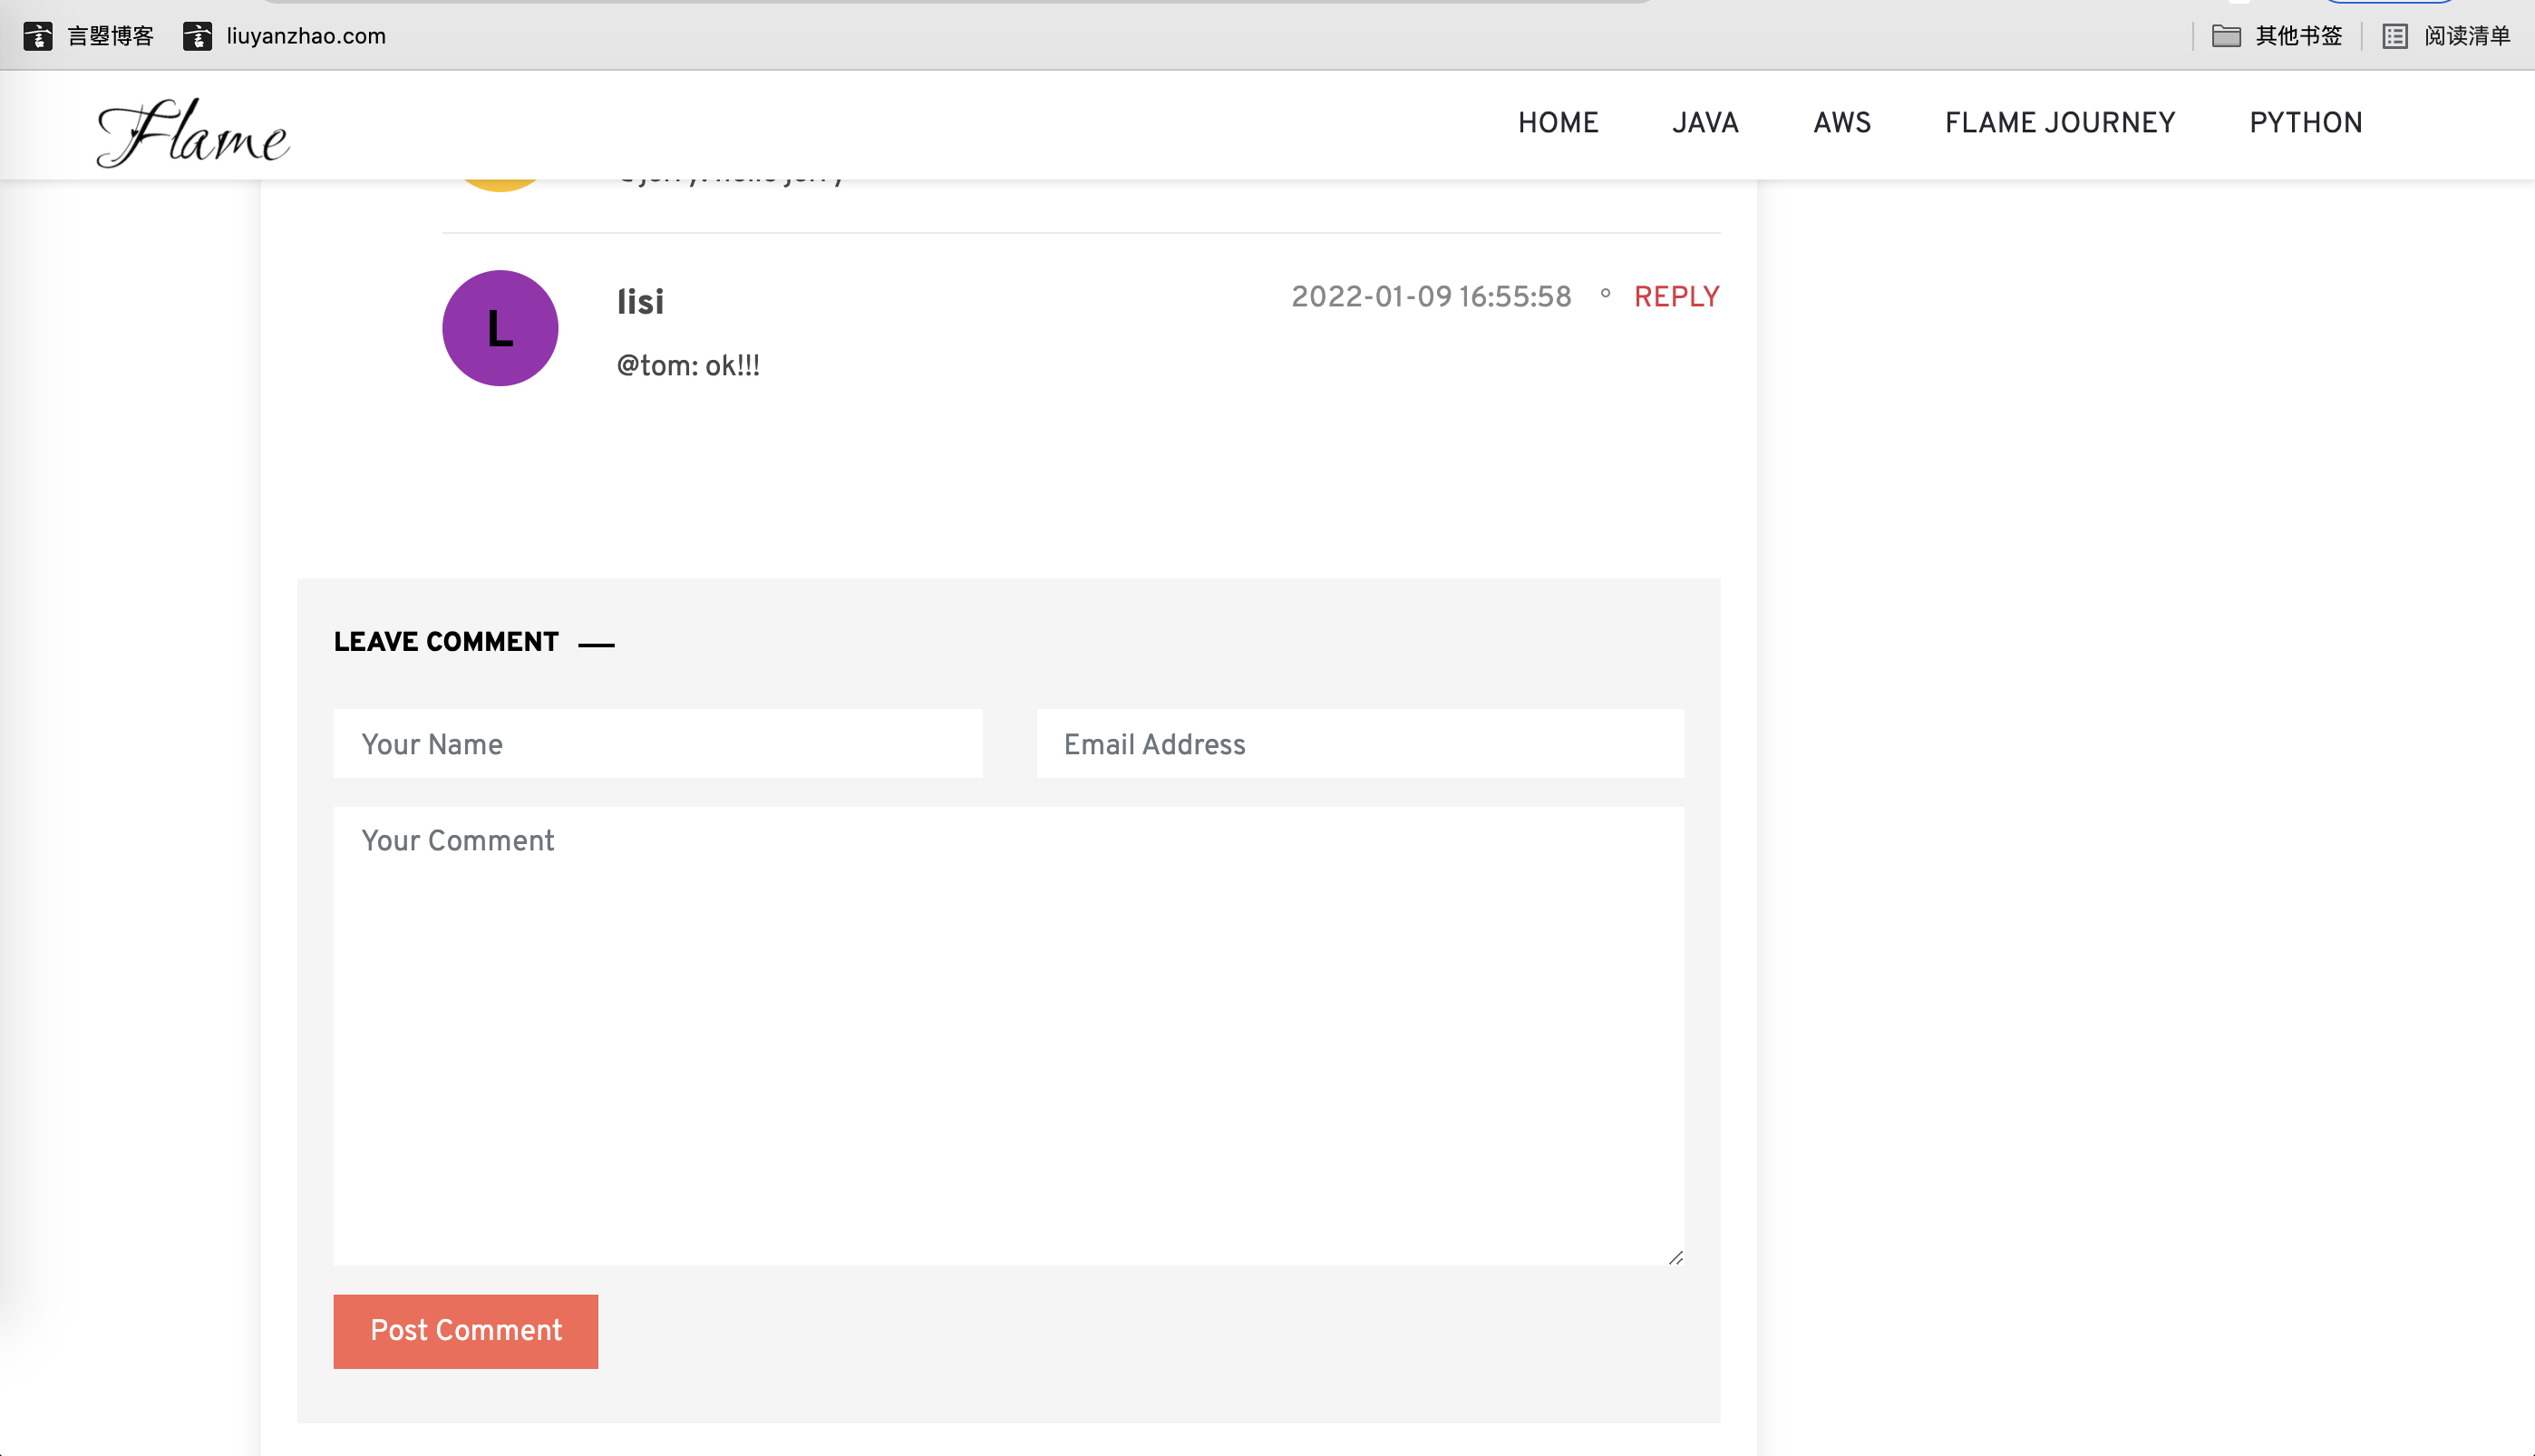 言曌博客 liuyanzhao.com 其他书签 阅读清单
Flame HOME JAVA AWS FLAME JOURNEY PYTHON
L lisi 2022-01-09 16:55:58 REPLY
@tom: ok!!!
LEAVE COMMENT
Your Name Email Address
Your Comment
Post Comment